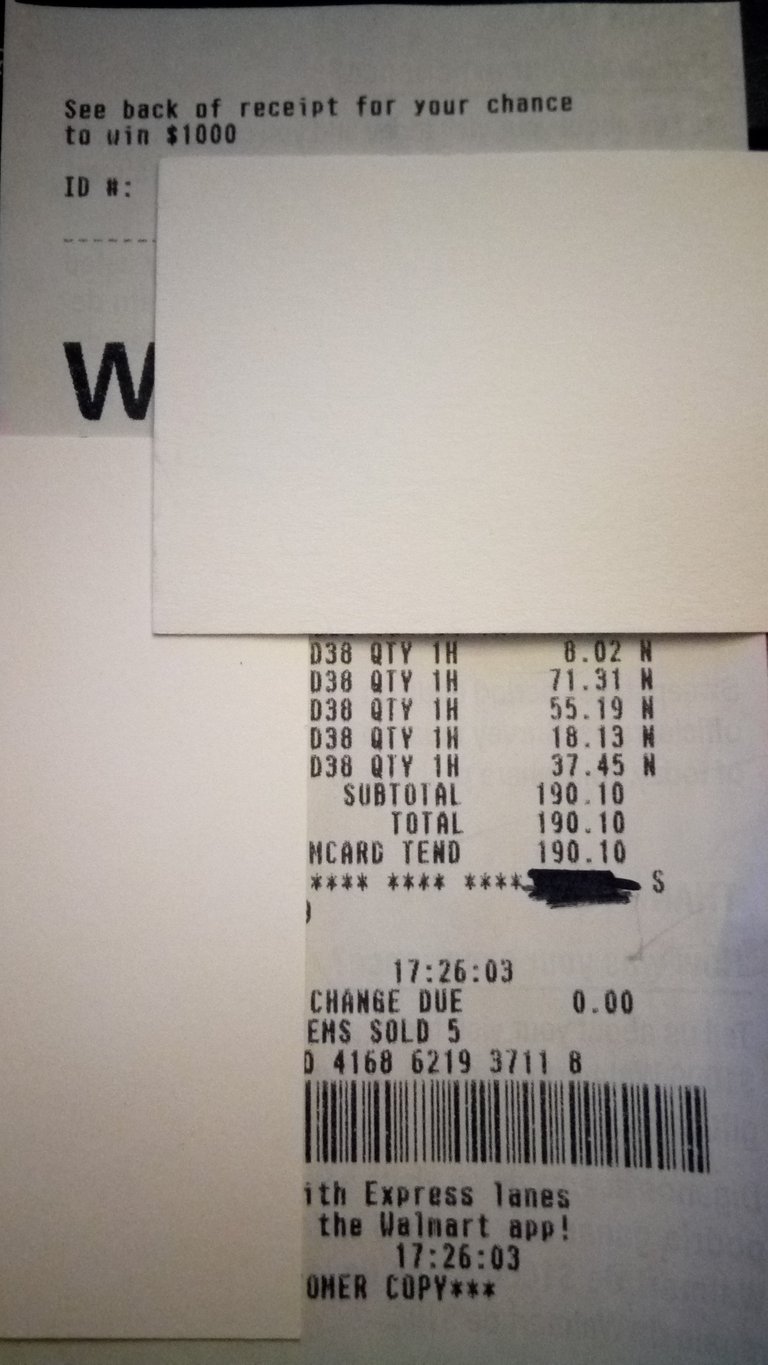 See back of receipt for your chance
to win $1000
ID #:
W
D38 QTY 1H 8.02 N
D38 QTY 1H 71.31 N
D38 QTY 1H 55.19 N
D38 QTY 1H 18.13 N
D38 QTY 1H 37.45 N
SUBTOTAL 190.10
TOTAL 190.10
MCARD TEND 190.10
**** **** **** S
17:26:03
CHANGE DUE 0.00
EMS SOLD 5
4168 6219 3711 8
ith Express lanes
the Walmart app!
17:26:03
OMER COPY***